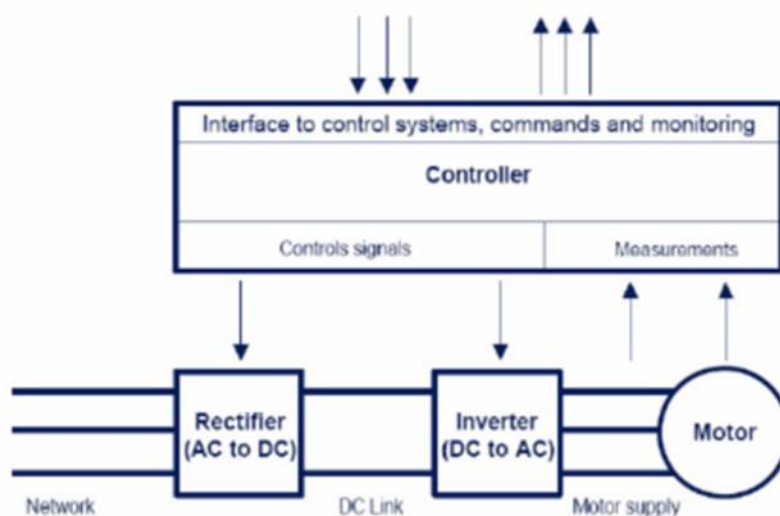 Interface to control systems, commands and monitoring
Controller
Controls signals
Measurements
Rectifier
(AC to DC)
Inverter
(DC to AC)
Motor
Network
DC Link
Motor supply